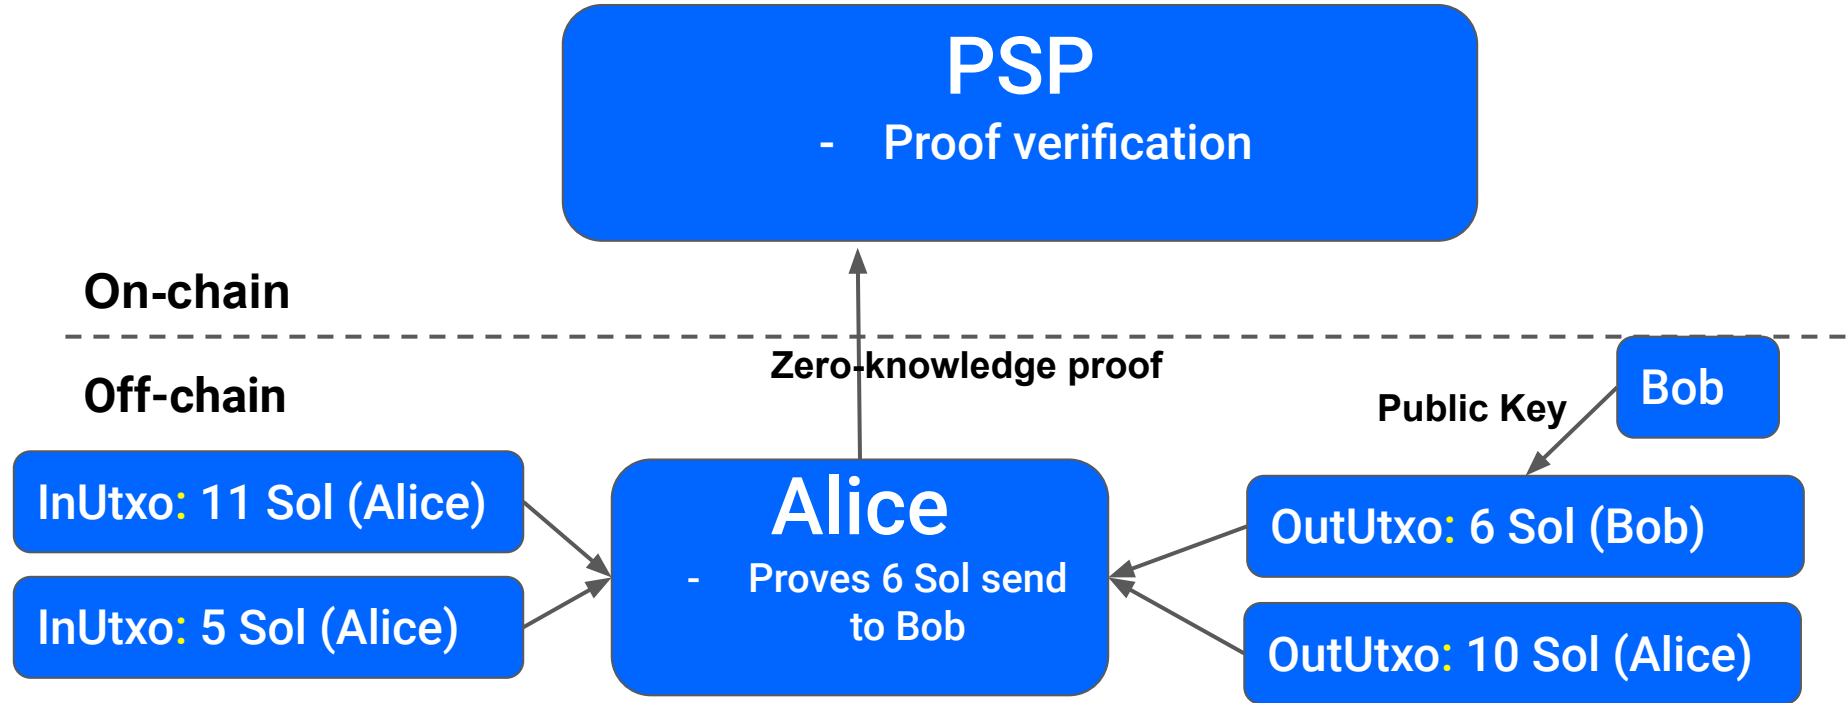 PSP
- Proof verification
On-chain
Zero-knowledge proof
Off-chain
Public Key
Bob
InUtxo: 11 Sol (Alice)
InUtxo: 5 Sol (Alice)
Alice
- Proves 6 Sol send
to Bob
OutUtxo: 6 Sol (Bob)
OutUtxo: 10 Sol (Alice)